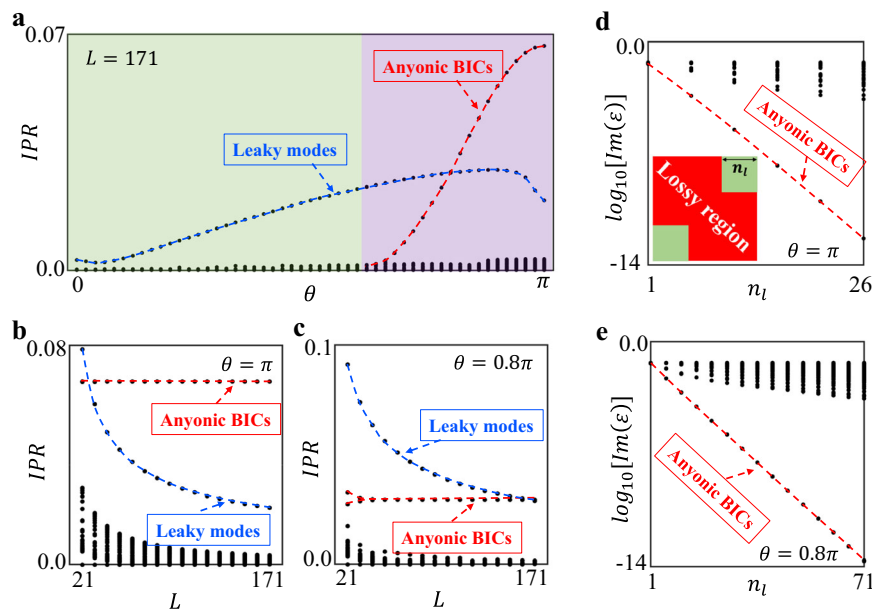 a
0.07
L = 171
Anyonic BICs
Leaky modes
IPR
0.0
0
θ
π
b
0.08
θ = π
Anyonic BICs
IPR
Leaky modes
0.0
21
171
L
c
0.1
θ = 0.8π
Leaky modes
IPR
Anyonic BICs
0.0
21
171
L
d
0.0
Anyonic BICs
log₁₀[Im(ε)]
n_l
Lossy region
θ = π
-14
1
26
n_l
e
0.0
log₁₀[Im(ε)]
Anyonic BICs
θ = 0.8π
-14
1
71
n_l